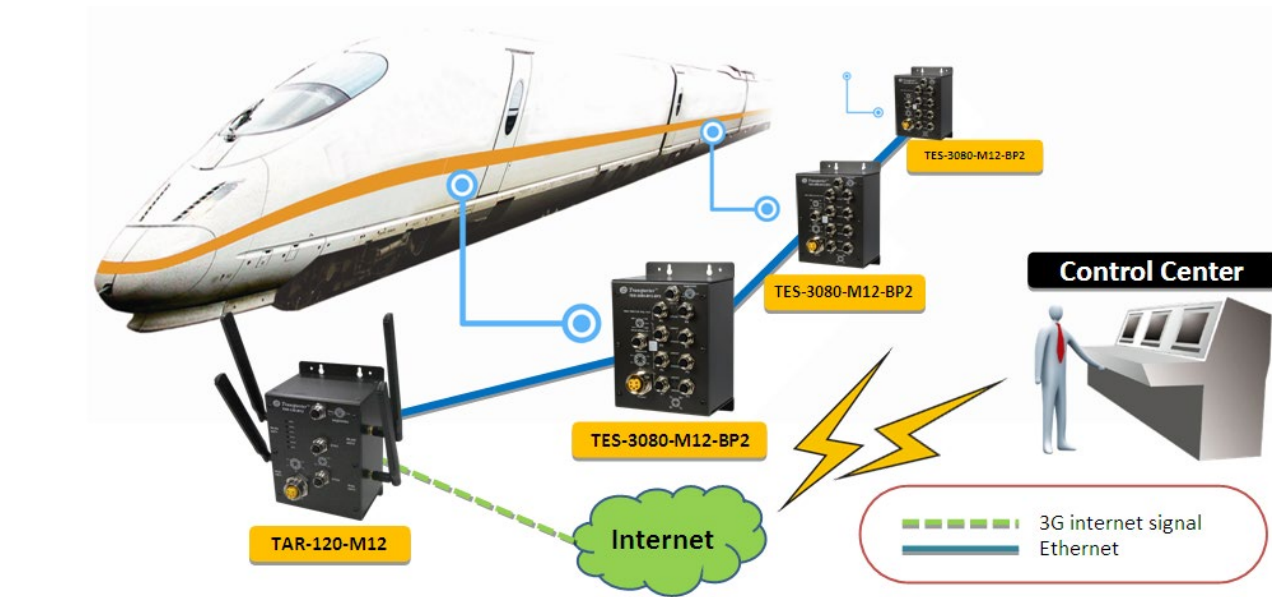 TES-3080-M12-BP2
TES-3080-M12-BP2
Control Center
TES-3080-M12-BP2
TAR-120-M12
Internet
3G internet signal
Ethernet